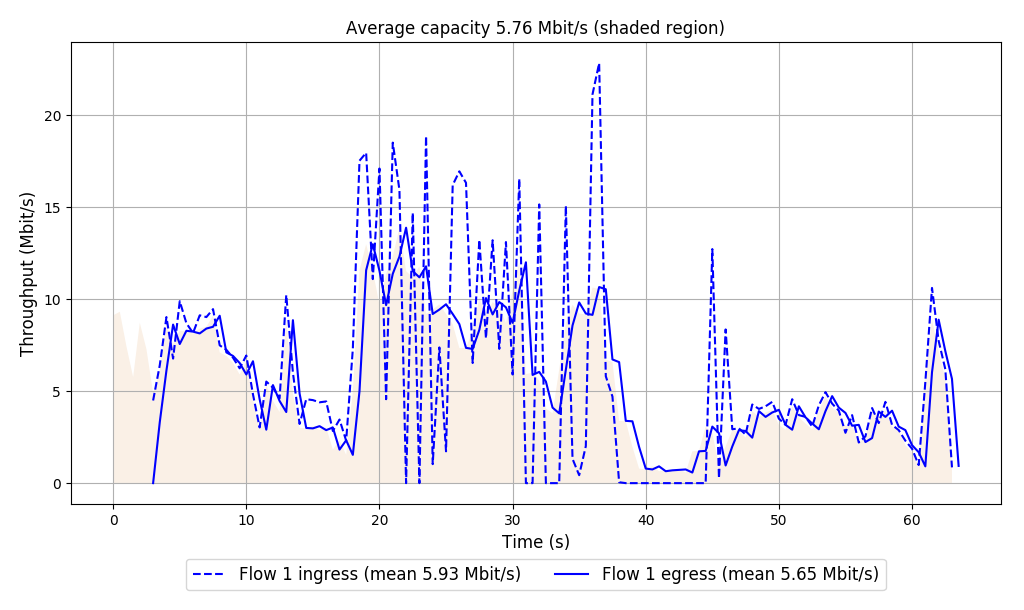 Average capacity 5.76 Mbit/s (shaded region)
Throughput (Mbit/s)
20
15
10
5
0
0 10 20 30 40 50 60
Time (s)
Flow 1 ingress (mean 5.93 Mbit/s) Flow 1 egress (mean 5.65 Mbit/s)